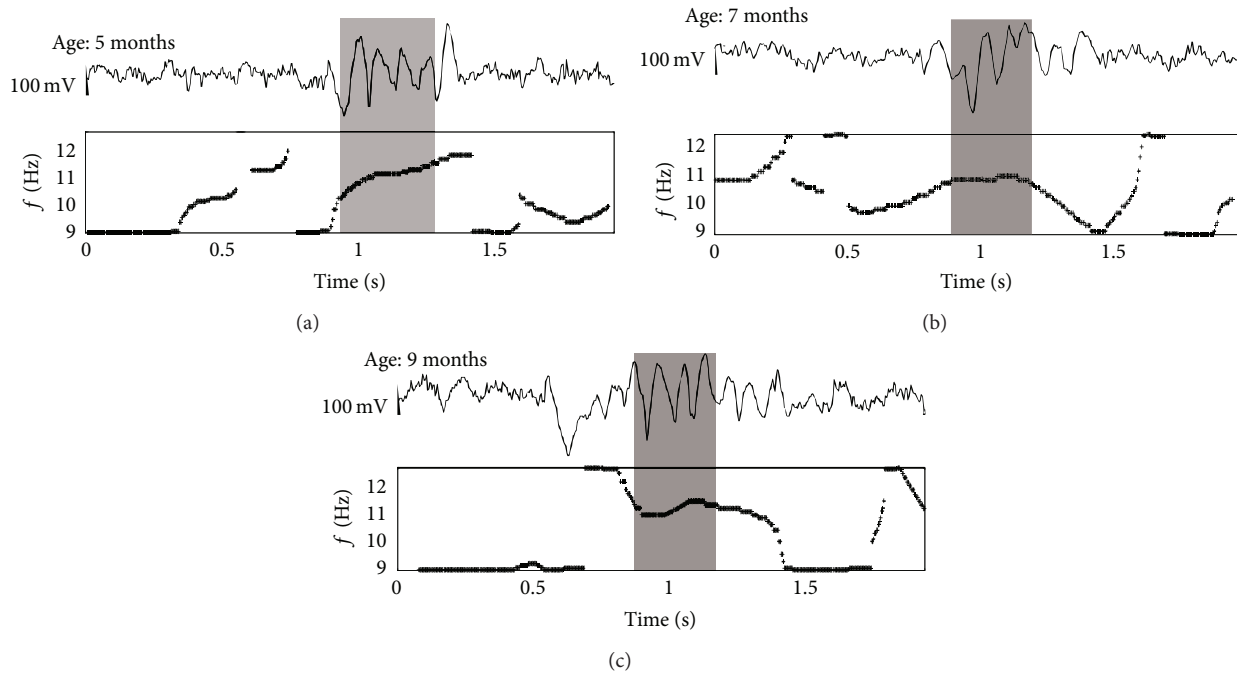 Age: 5 months
100 mV
f (Hz)
12
11
10
9
0 0.5 1 1.5
Time (s)
(a)
Age: 7 months
100 mV
f (Hz)
12
11
10
9
0 0.5 1 1.5
Time (s)
(b)
Age: 9 months
100 mV
f (Hz)
12
11
10
9
0 0.5 1 1.5
Time (s)
(c)